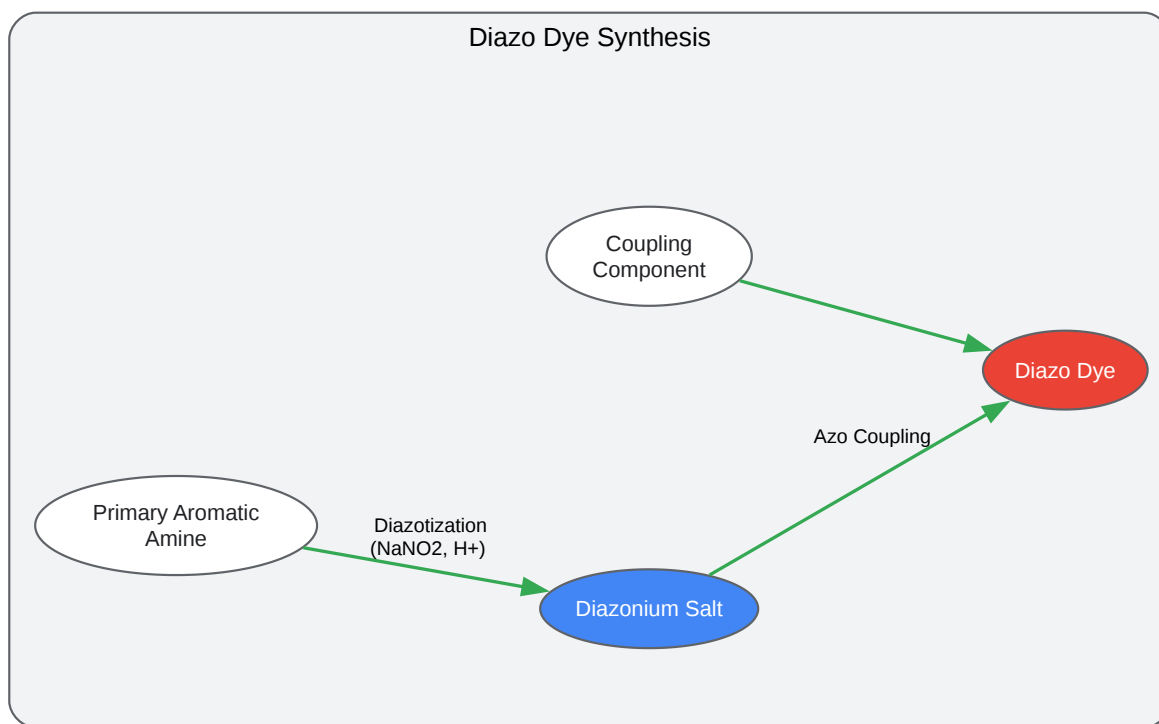 Diazo Dye Synthesis
Coupling
Component
Diazo Dye
Azo Coupling
Primary Aromatic
Amine
Diazotization
(NaNO2, H+)
Diazonium Salt